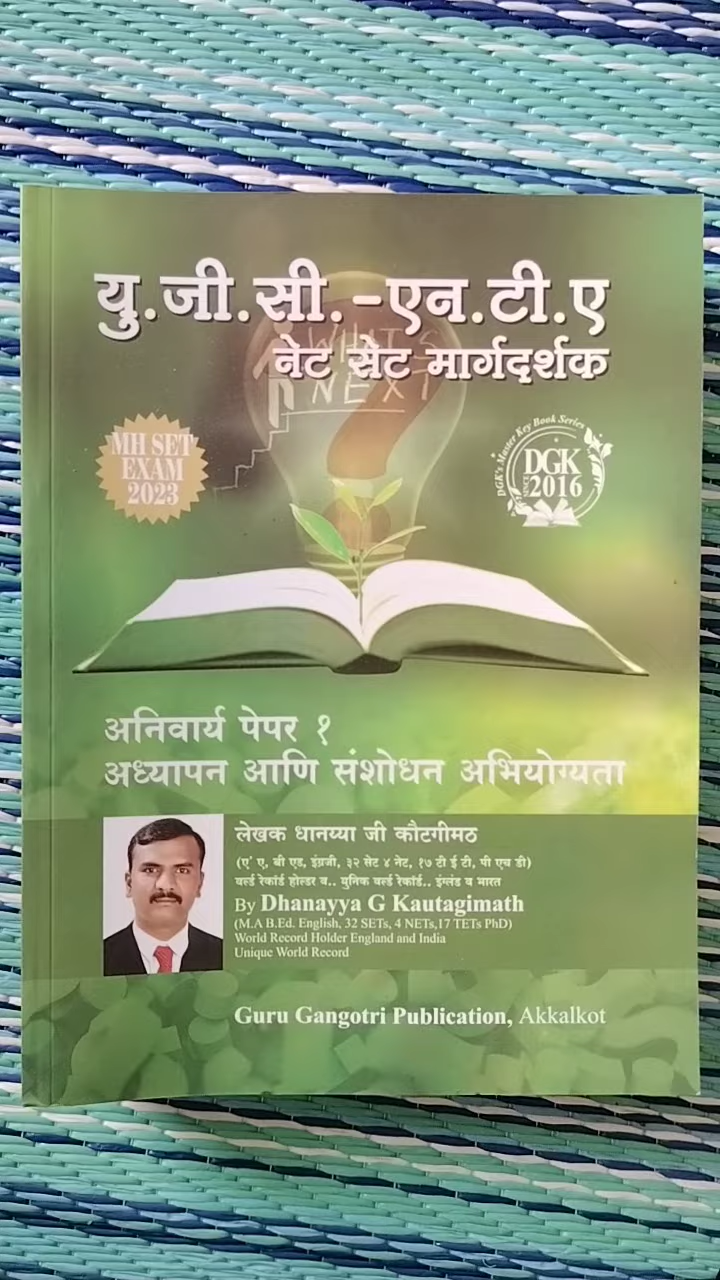 यु.जी.सी.-एन.टी.ए
नेट सेट मार्गदर्शक
WHAT'S
NEXT
MH SET
EXAM
2023
DGK's Master Key Book Series
DGK
SINCE
2016
अनिवार्य पेपर १
अध्यापन आणि संशोधन अभियोग्यता
लेखक धानय्या जी कौटगीमठ
(ए' ए, बी एड, इंग्रजी, ३२ सेट ४ नेट, १७ टी ई टी, पी एच डी)
वर्ल्ड रेकॉर्ड होल्डर व.. युनिक वर्ल्ड रेकॉर्ड.. इंग्लंड व भारत
By Dhanayya G Kautagimath
(M.A B.Ed. English, 32 SETs, 4 NETs,17 TETs PhD)
World Record Holder England and India
Unique World Record
Guru Gangotri Publication, Akkalkot